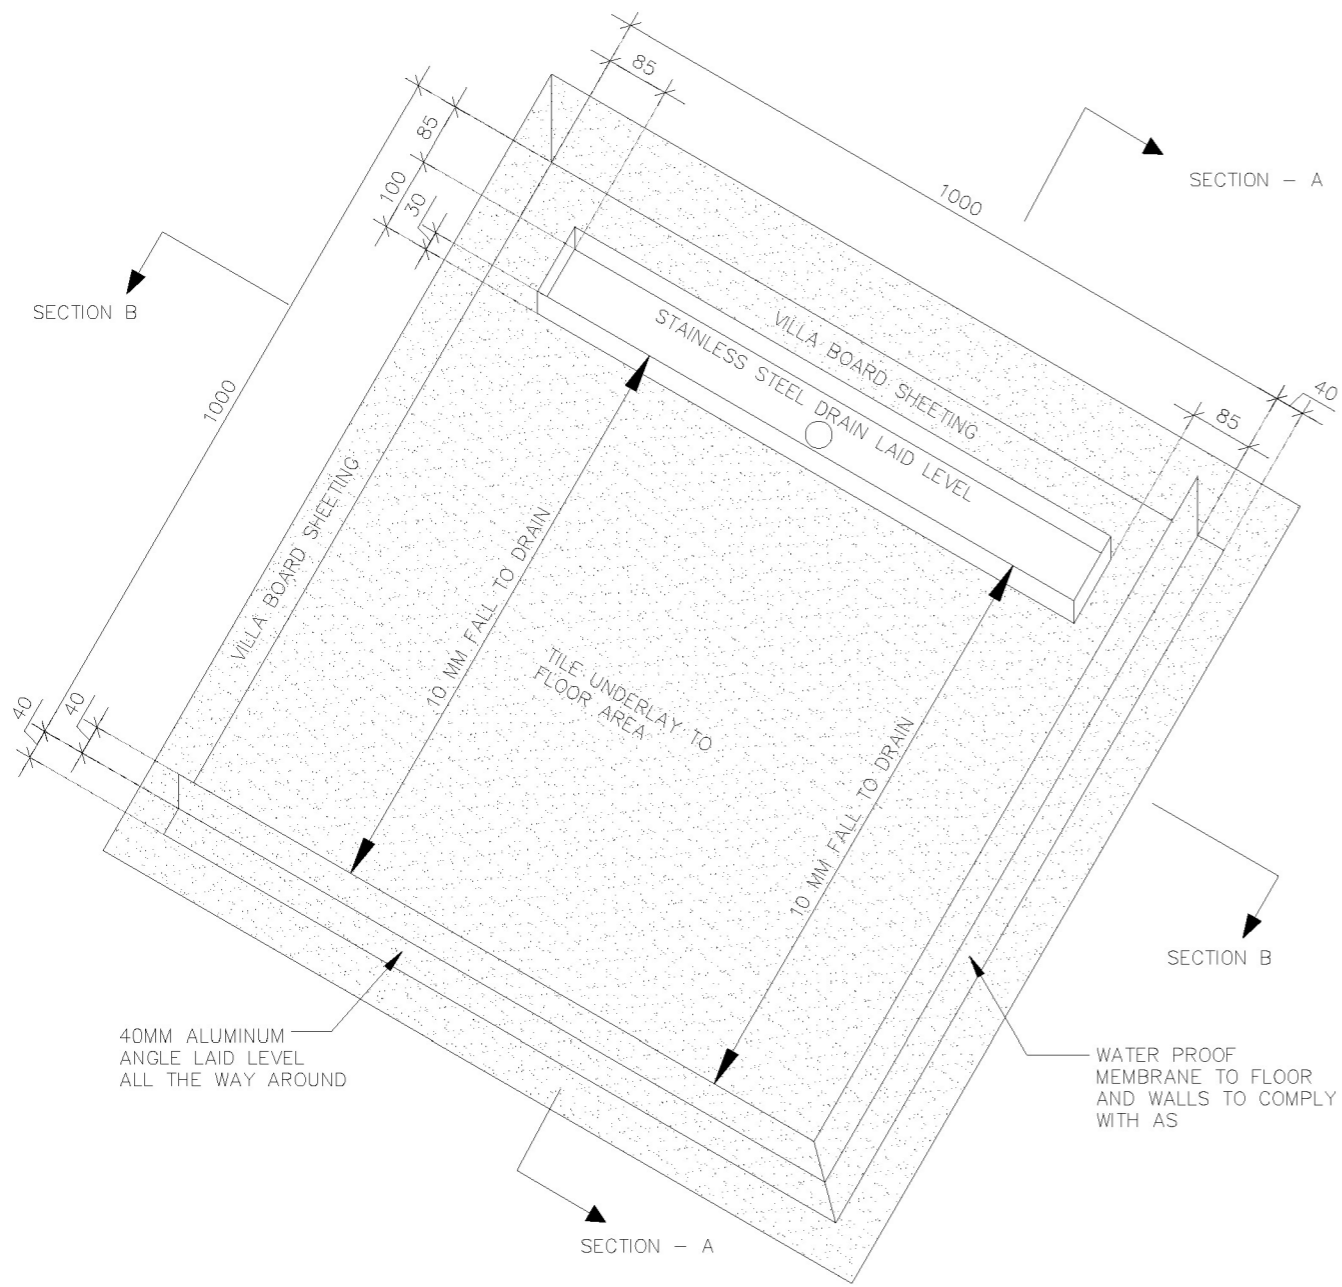 85
85
100
30
1000
SECTION – A
SECTION B
1000
40
85
VILLA BOARD SHEETING
STAINLESS STEEL DRAIN LAID LEVEL
VILLA BOARD SHEETING
10 MM FALL TO DRAIN
TILE UNDERLAY TO
FLOOR AREA
10 MM FALL TO DRAIN
40
40
SECTION B
40MM ALUMINUM
ANGLE LAID LEVEL
ALL THE WAY AROUND
WATER PROOF
MEMBRANE TO FLOOR
AND WALLS TO COMPLY
WITH AS
SECTION – A